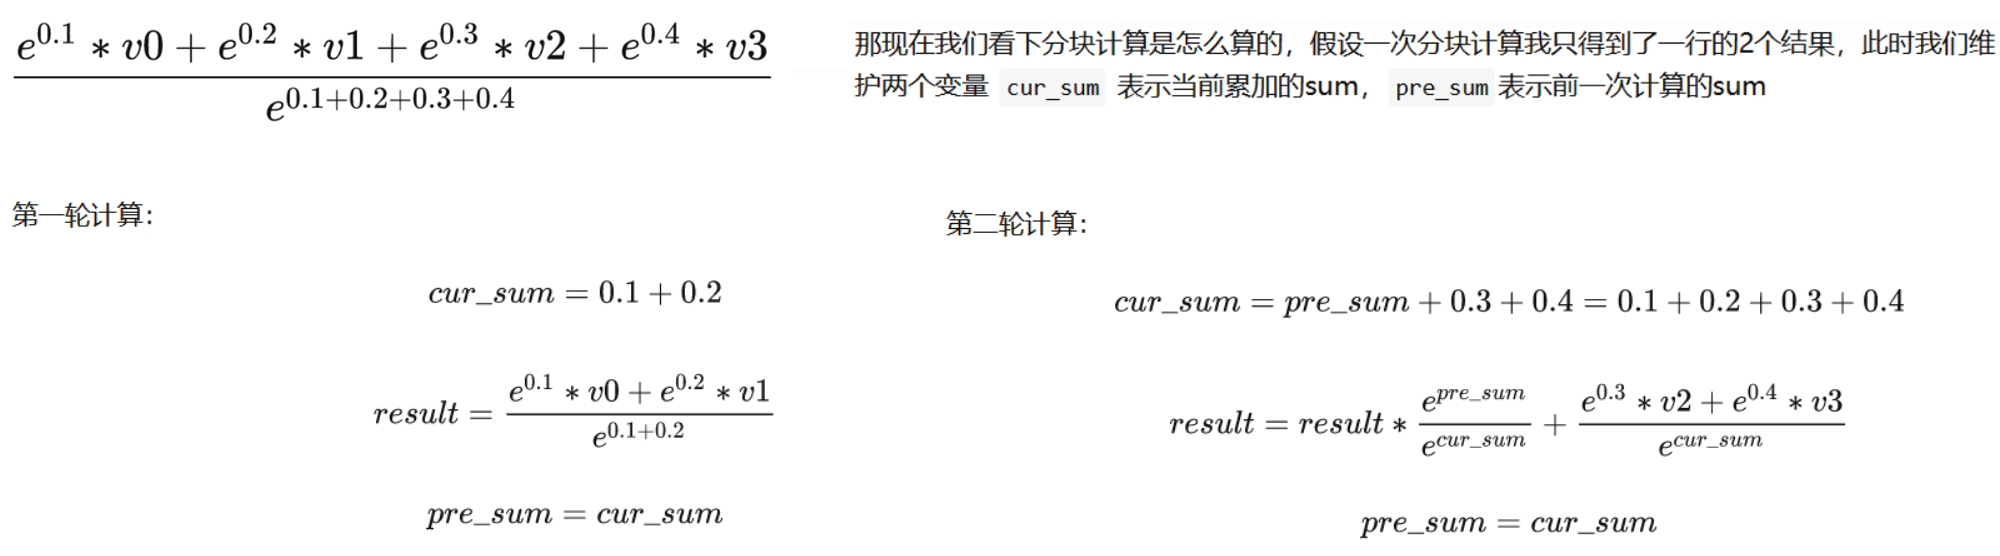 \frac{e^{0.1} * v0 + e^{0.2} * v1 + e^{0.3} * v2 + e^{0.4} * v3}{e^{0.1+0.2+0.3+0.4}}
那现在我们看下分块计算是怎么算的，假设一次分块计算我只得到了一行的2个结果，此时我们维
护两个变量 cur_sum 表示当前累加的sum， pre_sum 表示前一次计算的sum
第一轮计算：
cur\_sum = 0.1 + 0.2
result = \frac{e^{0.1} * v0 + e^{0.2} * v1}{e^{0.1+0.2}}
pre\_sum = cur\_sum
第二轮计算：
cur\_sum = pre\_sum + 0.3 + 0.4 = 0.1 + 0.2 + 0.3 + 0.4
result = result * \frac{e^{pre\_sum}}{e^{cur\_sum}} + \frac{e^{0.3} * v2 + e^{0.4} * v3}{e^{cur\_sum}}
pre\_sum = cur\_sum